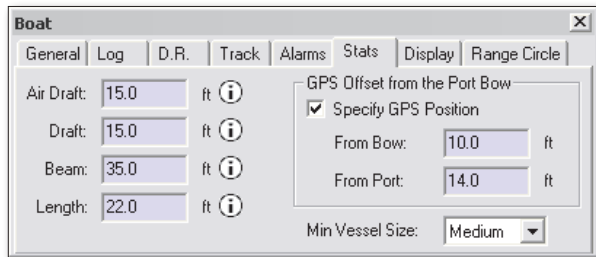 Boat
General Log D.R. Track Alarms Stats Display Range Circle
Air Draft: 15.0 ft
Draft: 15.0 ft
Beam: 35.0 ft
Length: 22.0 ft
GPS Offset from the Port Bow
Specify GPS Position
From Bow: 10.0 ft
From Port: 14.0 ft
Min Vessel Size: Medium